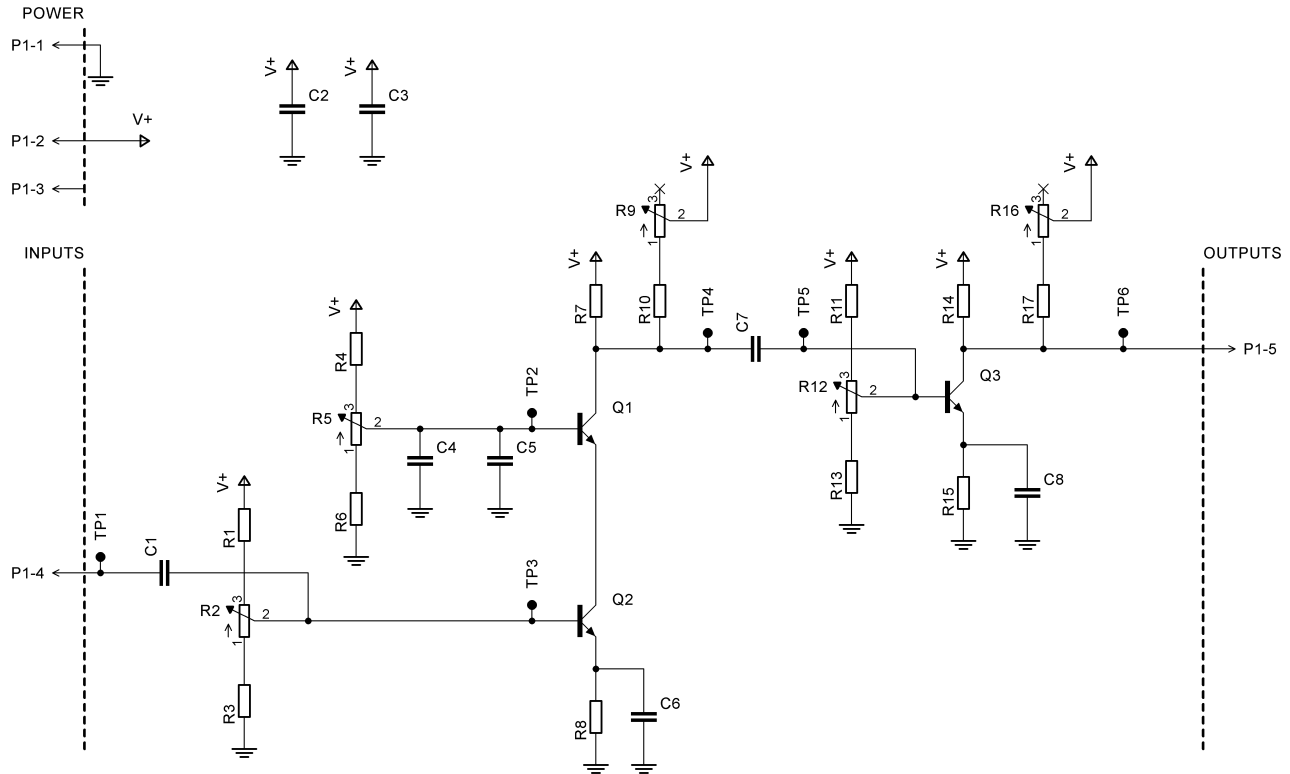 POWER
P1-1
V+
P1-2
P1-3
V+
C2
V+
C3
INPUTS
OUTPUTS
V+
3
R9
2
1
V+
3
R16
2
1
V+
R7
R10
TP4
C7
TP5
V+
R11
V+
R14
R17
TP6
P1-5
V+
R4
3
R5
2
1
R6
TP2
C4
C5
Q1
3
R12
2
1
R13
Q3
R15
C8
V+
R1
TP1
C1
P1-4
3
R2
2
1
R3
TP3
Q2
R8
C6